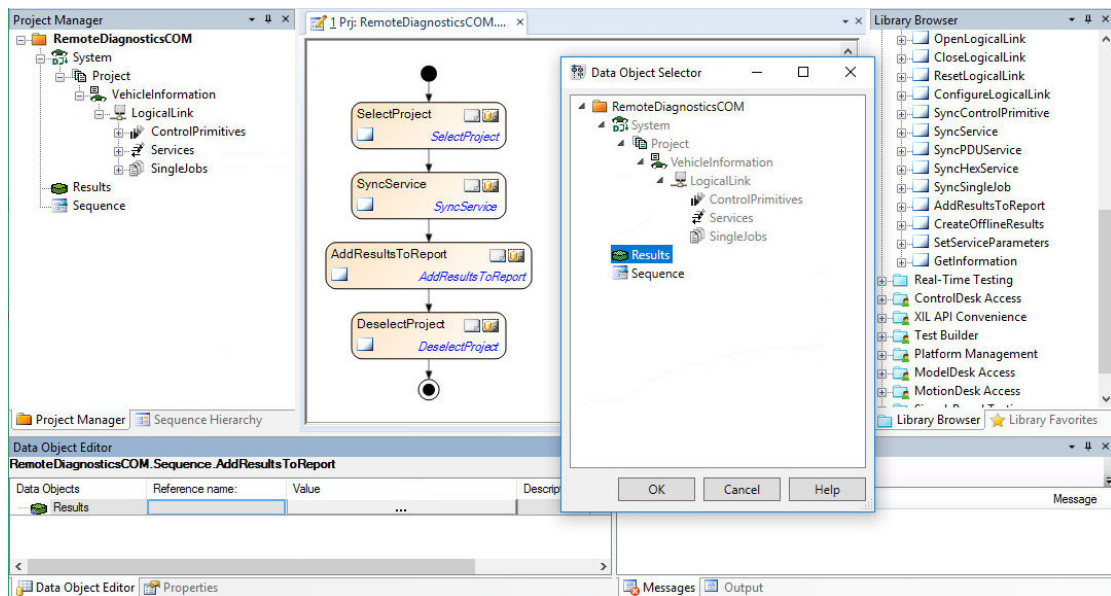 Project Manager
RemoteDiagnosticsCOM
System
Project
VehicleInformation
LogicalLink
ControlPrimitives
Services
SingleJobs
Results
Sequence
Project Manager
Sequence Hierarchy
1 Prj: RemoteDiagnosticsCOM....
SelectProject
SelectProject
SyncService
SyncService
AddResultsToReport
AddResultsToReport
DeselectProject
DeselectProject
Data Object Selector
RemoteDiagnosticsCOM
System
Project
VehicleInformation
LogicalLink
ControlPrimitives
Services
SingleJobs
Results
Sequence
OK
Cancel
Help
Library Browser
OpenLogicalLink
CloseLogicalLink
ResetLogicalLink
ConfigureLogicalLink
SyncControlPrimitive
SyncService
SyncPDUService
SyncHexService
SyncSingleJob
AddResultsToReport
CreateOfflineResults
SetServiceParameters
GetInformation
Real-Time Testing
ControlDesk Access
XIL API Convenience
Test Builder
Platform Management
ModelDesk Access
MotionDesk Access
Library Browser
Library Favorites
Data Object Editor
RemoteDiagnosticsCOM.Sequence.AddResultsToReport
Data Objects
Reference name:
Value
Descript
Results
...
Data Object Editor
Properties
Message
Messages
Output